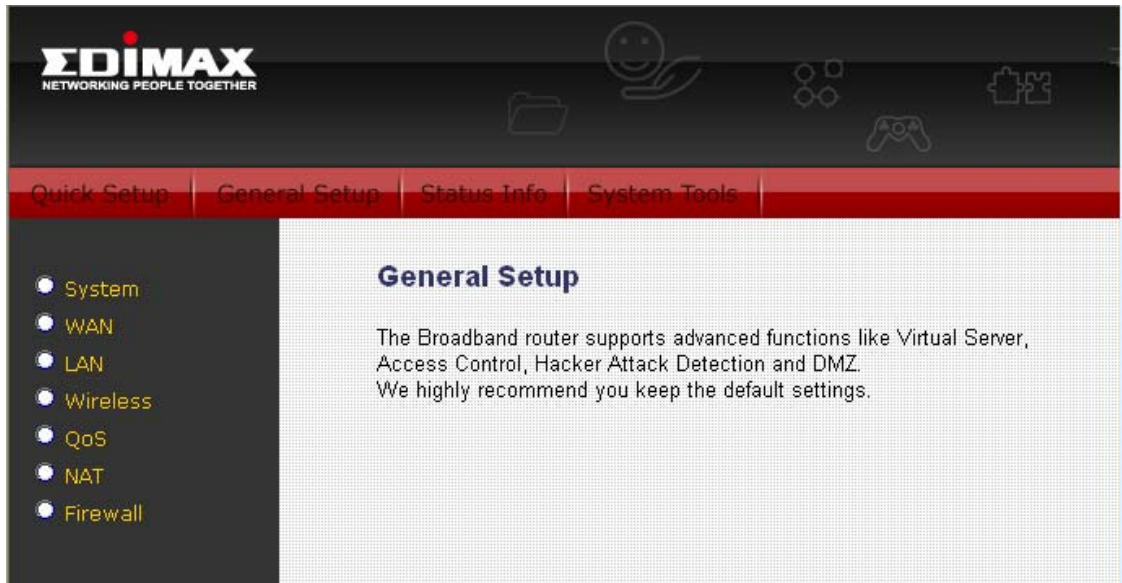 EDIMAX
NETWORKING PEOPLE TOGETHER
Quick Setup General Setup Status Info System Tools
System
WAN
LAN
Wireless
QoS
NAT
Firewall
General Setup
The Broadband router supports advanced functions like Virtual Server,
Access Control, Hacker Attack Detection and DMZ.
We highly recommend you keep the default settings.